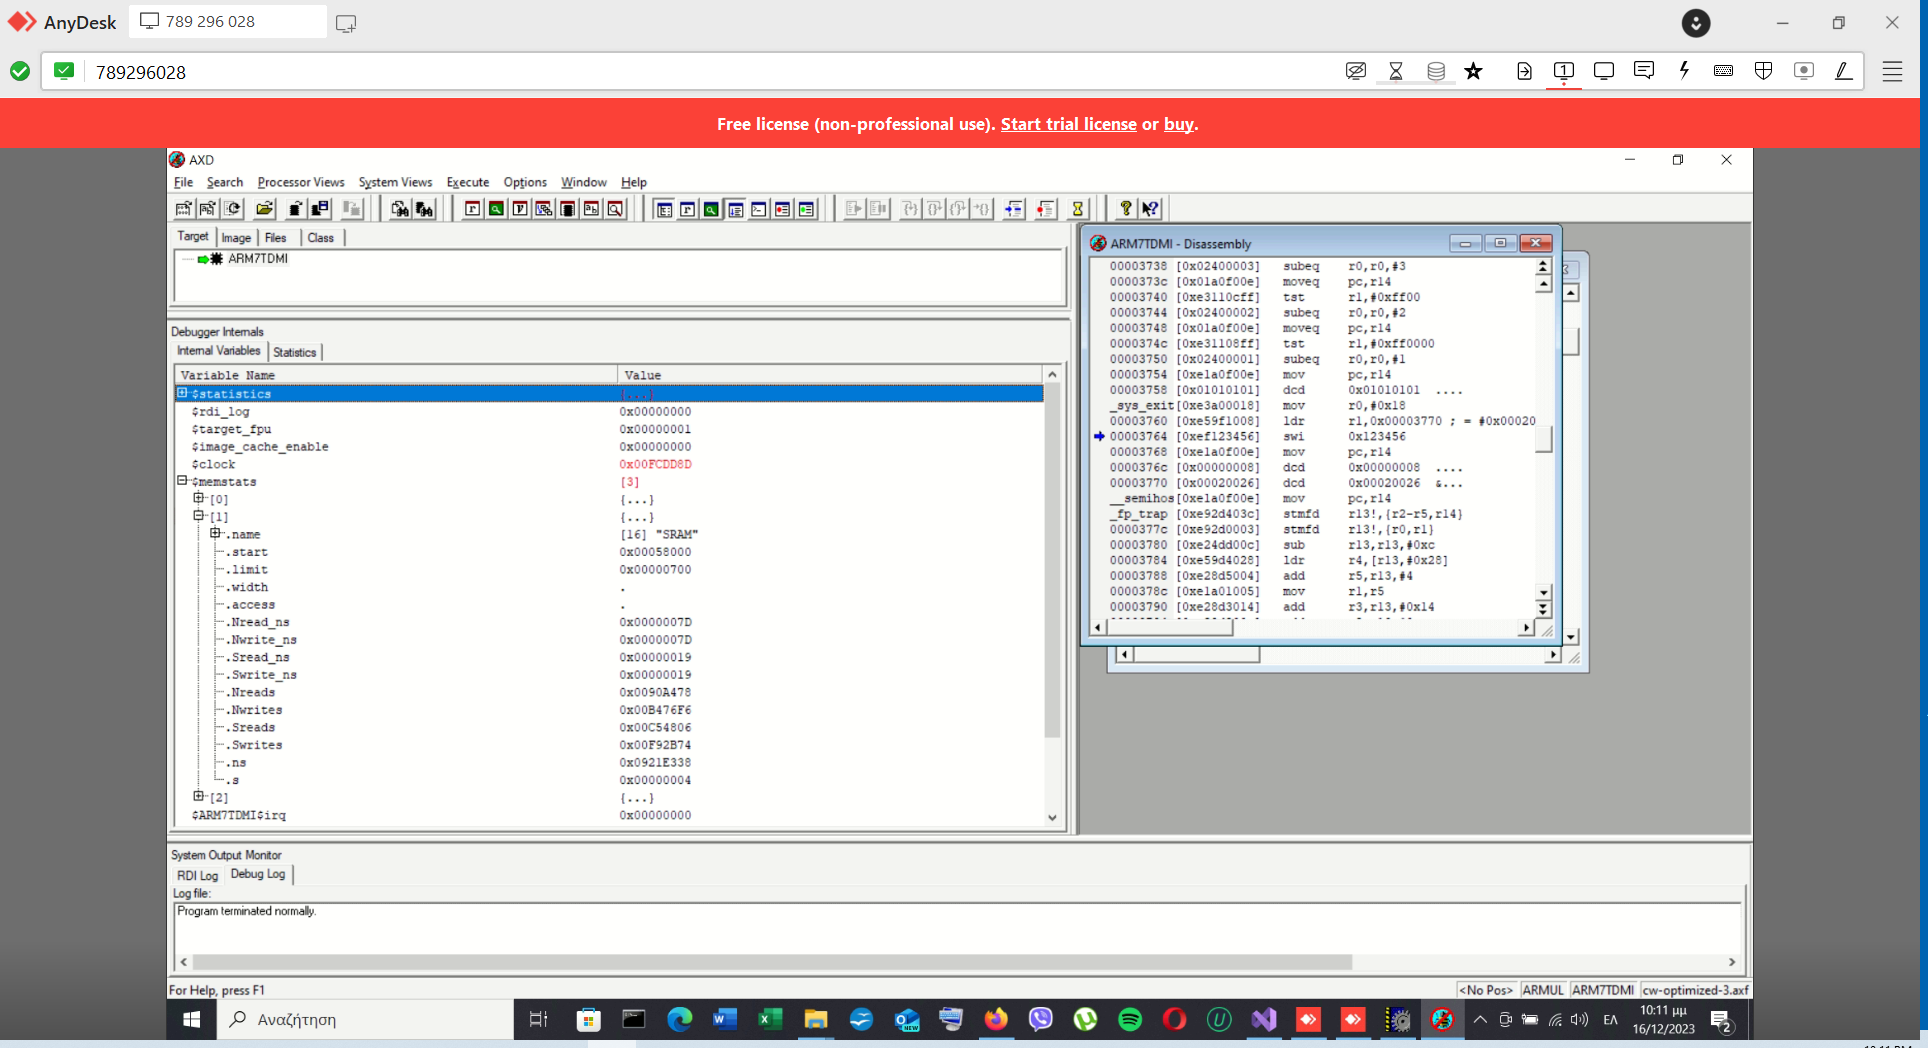 AnyDesk 789 296 028
789296028
Free license (non-professional use). Start trial license or buy.
AXD
File Search Processor Views System Views Execute Options Window Help
Target Image Files Class
ARM7TDMI
Debugger Internals
Internal Variables Statistics
Variable Name Value
$statistics {...}
$rdi_log 0x00000000
$target_fpu 0x00000001
$image_cache_enable 0x00000000
$clock 0x00FCDD8D
$memstats [3]
[0] {...}
[1] {...}
.name [16] "SRAM"
.start 0x00058000
.limit 0x00000700
.width .
.access .
.Nread_ns 0x0000007D
.Nwrite_ns 0x0000007D
.Sread_ns 0x00000019
.Swrite_ns 0x00000019
.Nreads 0x0090A478
.Nwrites 0x00B476F6
.Sreads 0x00C54806
.Swrites 0x00F92B74
.ns 0x0921E338
.s 0x00000004
[2] {...}
$ARM7TDMI$irq 0x00000000
ARM7TDMI - Disassembly
00003738 [0x02400003] subeq r0,r0,#3
0000373c [0x01a0f00e] moveq pc,r14
00003740 [0xe3110cff] tst r1,#0xff00
00003744 [0x02400002] subeq r0,r0,#2
00003748 [0x01a0f00e] moveq pc,r14
0000374c [0xe31108ff] tst r1,#0xff0000
00003750 [0x02400001] subeq r0,r0,#1
00003754 [0xe1a0f00e] mov pc,r14
00003758 [0x01010101] dcd 0x01010101 ....
_sys_exit[0xe3a00018] mov r0,#0x18
00003760 [0xe59f1008] ldr r1,0x00003770 ; = #0x00020
00003764 [0xef123456] swi 0x123456
00003768 [0xe1a0f00e] mov pc,r14
0000376c [0x00000008] dcd 0x00000008 ....
00003770 [0x00020026] dcd 0x00020026 &...
__semihos[0xe1a0f00e] mov pc,r14
_fp_trap [0xe92d403c] stmfd r13!,{r2-r5,r14}
0000377c [0xe92d0003] stmfd r13!,{r0,r1}
00003780 [0xe24dd00c] sub r13,r13,#0xc
00003784 [0xe59d4028] ldr r4,[r13,#0x28]
00003788 [0xe28d5004] add r5,r13,#4
0000378c [0xe1a01005] mov r1,r5
00003790 [0xe28d3014] add r3,r13,#0x14
System Output Monitor
RDI Log Debug Log
Log file:
Program terminated normally.
For Help, press F1 <No Pos> ARMUL ARM7TDMI cw-optimized-3.axf
Αναζήτηση
ΕΛ
10:11 μμ
16/12/2023
2